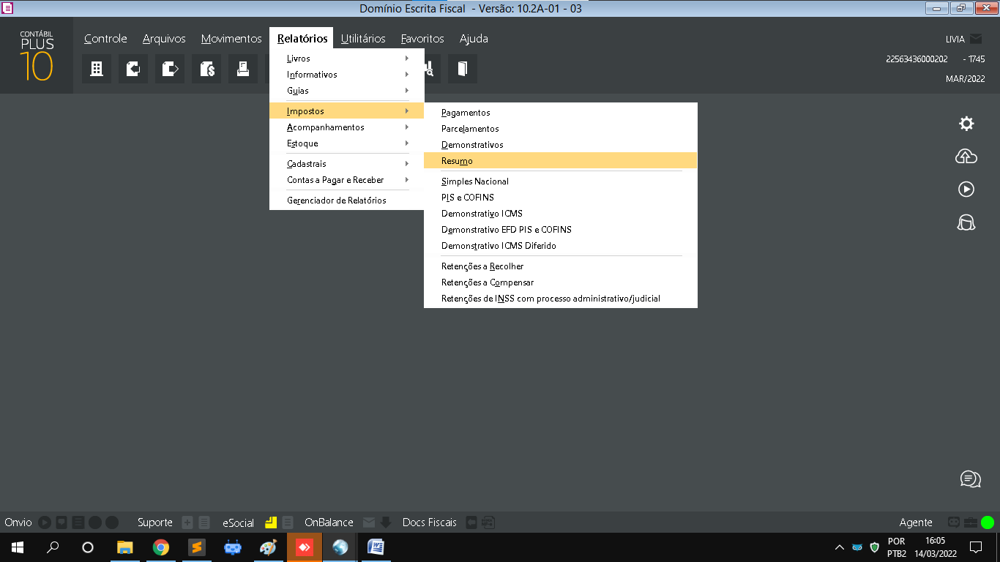 Domínio Escrita Fiscal - Versão: 10.2A-01 - 03
CONTÁBIL
PLUS
10
Controle Arquivos Movimentos Relatórios Utilitários Favoritos Ajuda
LIVIA
22563436000202 - 1745
MAR/2022
Livros
Informativos
Guias
Impostos
Acompanhamentos
Estoque
Cadastrais
Contas a Pagar e Receber
Gerenciador de Relatórios
Pagamentos
Parcelamentos
Demonstrativos
Resumo
Simples Nacional
PIS e COFINS
Demonstrativo ICMS
Demonstrativo EFD PIS e COFINS
Demonstrativo ICMS Diferido
Retenções a Recolher
Retenções a Compensar
Retenções de INSS com processo administrativo/judicial
Onvio Suporte eSocial OnBalance Docs Fiscais Agente
POR
PTB2
16:05
14/03/2022